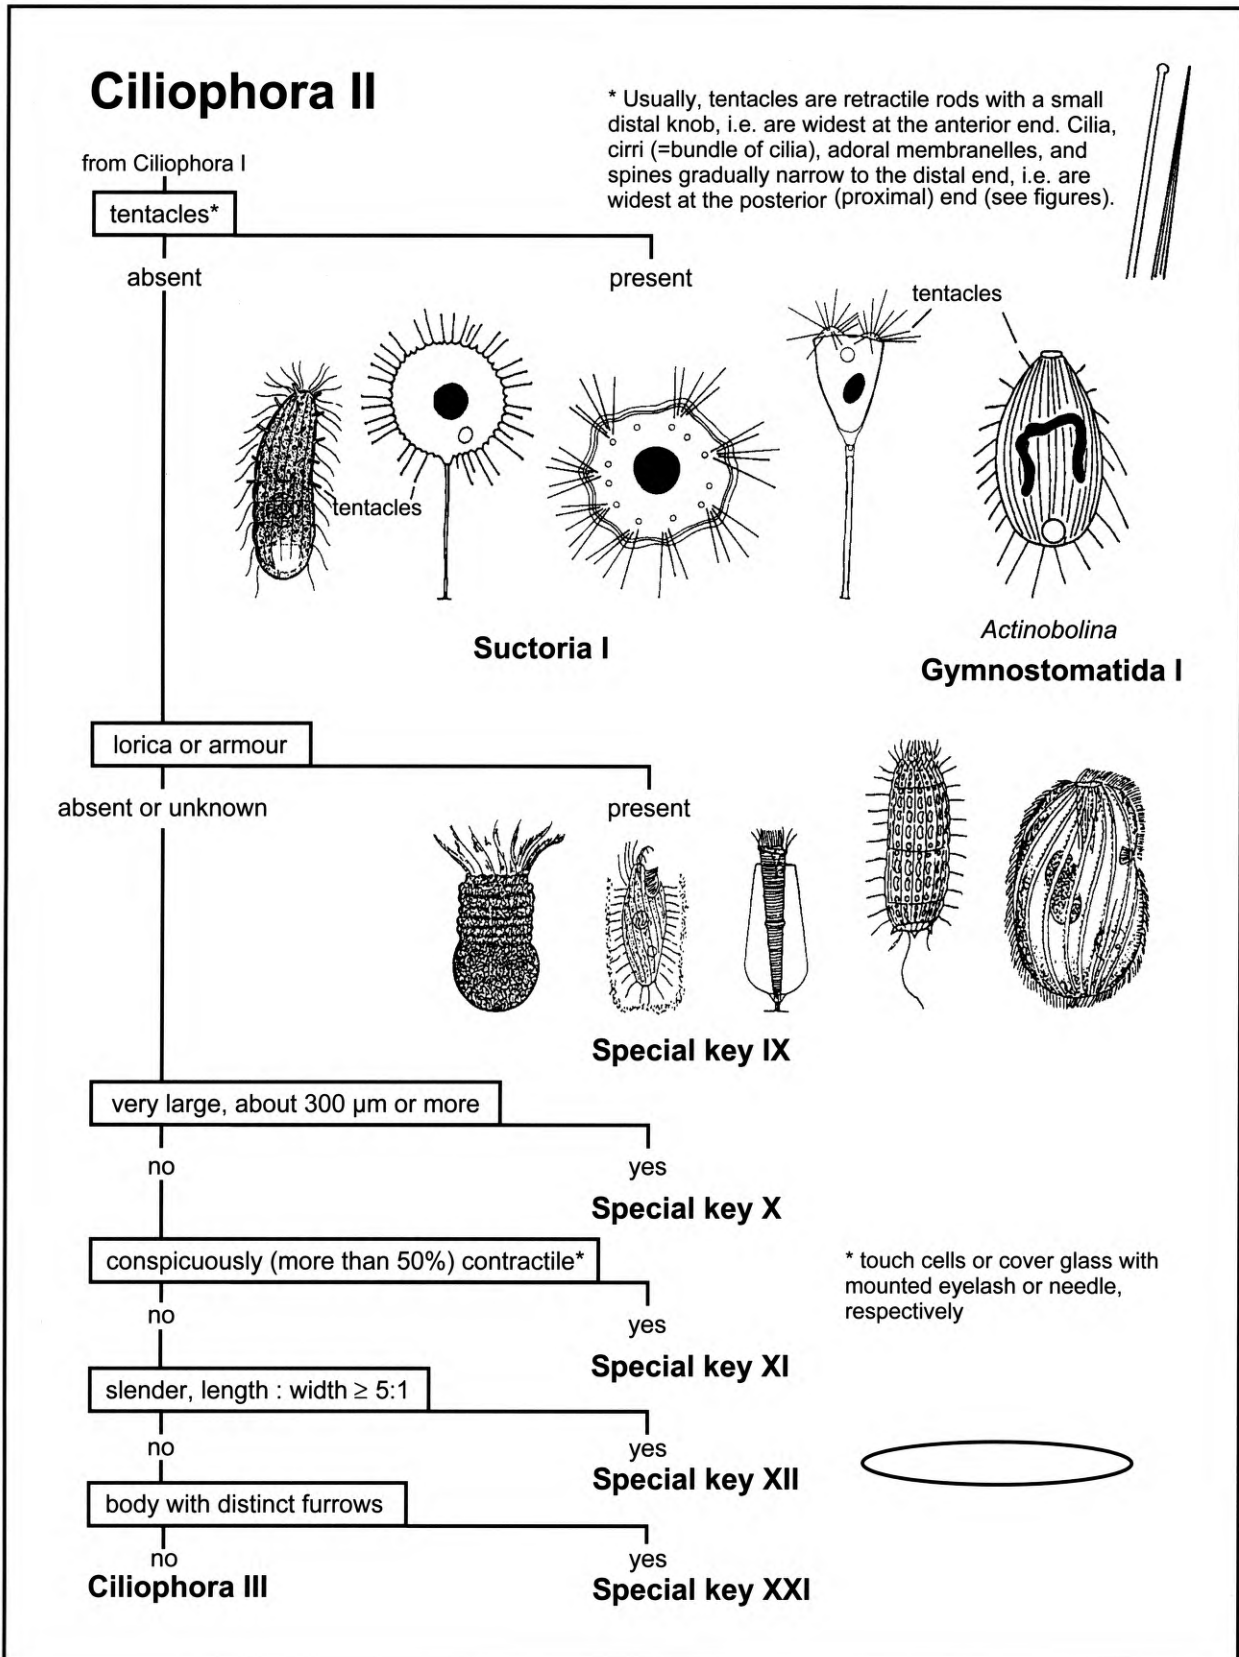 Ciliophora II
* Usually, tentacles are retractile rods with a small
distal knob, i.e. are widest at the anterior end. Cilia,
cirri (=bundle of cilia), adoral membranelles, and
spines gradually narrow to the distal end, i.e. are
widest at the posterior (proximal) end (see figures).
from Ciliophora I
tentacles*
absent
present
tentacles
tentacles
Suctoria I
Actinobolina
Gymnostomatida I
lorica or armour
absent or unknown
present
Special key IX
very large, about 300 µm or more
no
yes
Special key X
conspicuously (more than 50%) contractile*
* touch cells or cover glass with
mounted eyelash or needle,
respectively
no
yes
Special key XI
slender, length : width ≥ 5:1
no
yes
Special key XII
body with distinct furrows
no
yes
Ciliophora III
Special key XXI